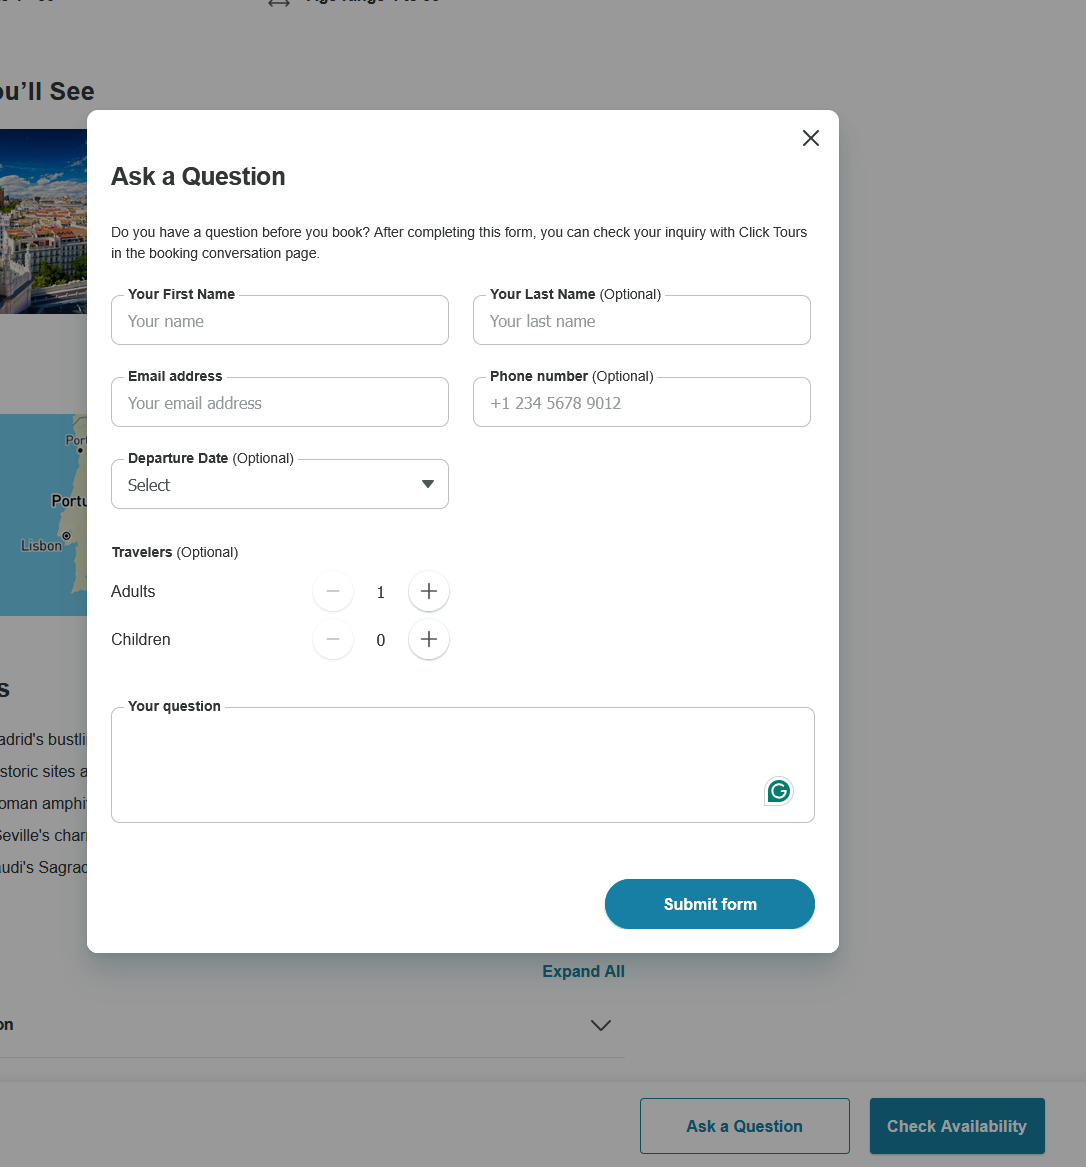 ou'll See
Ask a Question
Do you have a question before you book? After completing this form, you can check your inquiry with Click Tours
in the booking conversation page.
Your First Name
Your name
Your Last Name (Optional)
Your last name
Email address
Your email address
Phone number (Optional)
+1 234 5678 9012
Departure Date (Optional)
Select
Port
Portu
Lisbon
Travelers (Optional)
Adults
1
Children
0
s
Your question
adrid's bustli
storic sites a
oman amphi
Seville's char
udi's Sagrad
G
Submit form
Expand All
on
Ask a Question
Check Availability